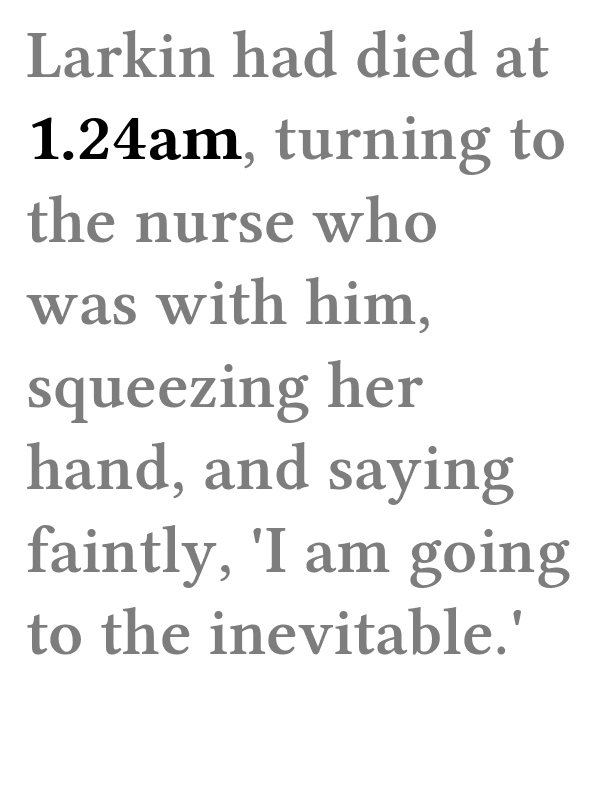 Larkin had died at
1.24am, turning to
the nurse who
was with him,
squeezing her
hand, and saying
faintly, 'I am going
to the inevitable.'